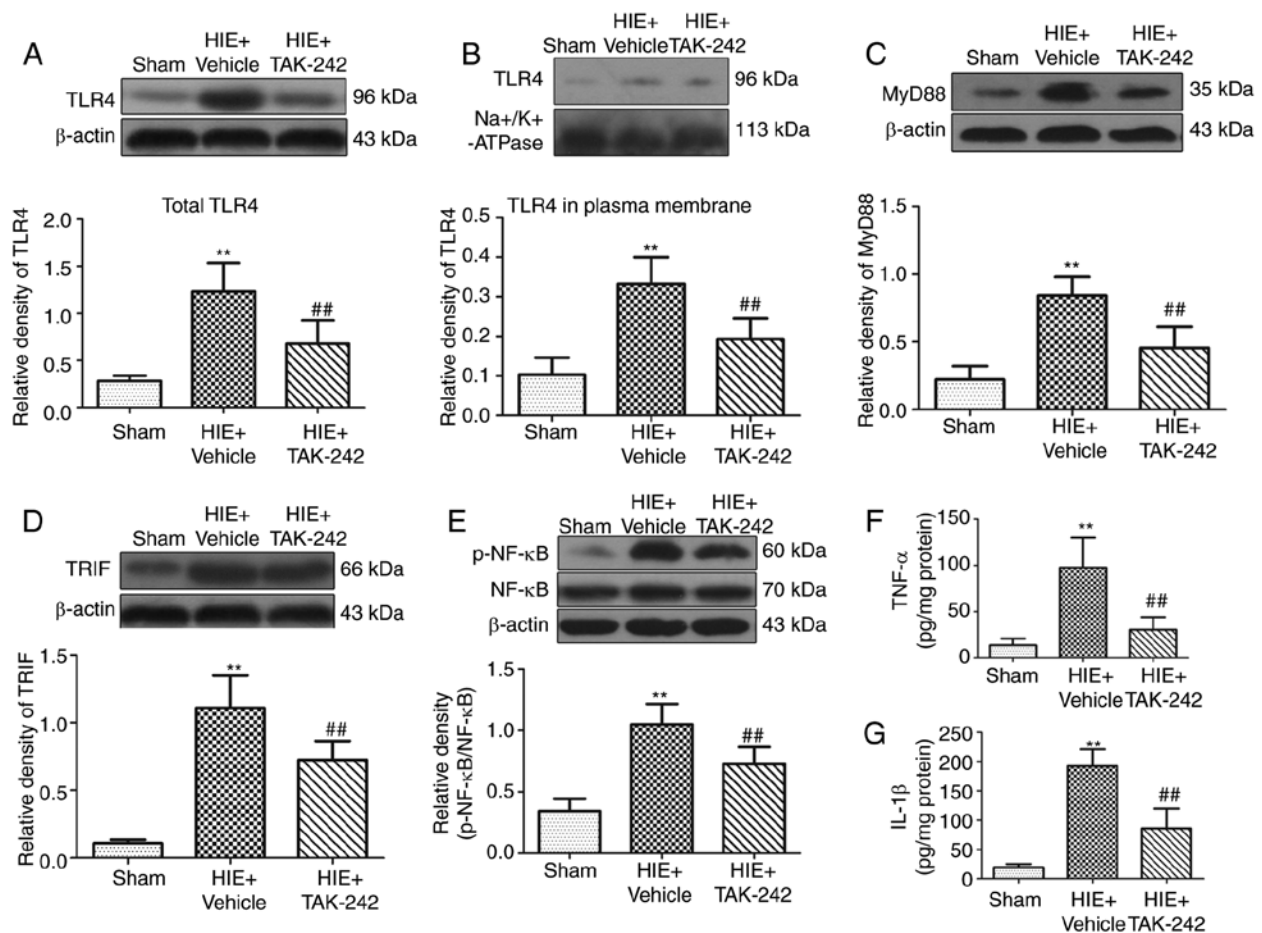 A
HIE+ HIE+
Sham Vehicle TAK-242
TLR4 96 kDa
β-actin 43 kDa
Total TLR4
Relative density of TLR4
2.0
1.5
1.0
0.5
0.0
**
##
Sham HIE+ HIE+
Vehicle TAK-242
B
HIE+ HIE+
Sham Vehicle TAK-242
TLR4 96 kDa
Na+/K+
-ATPase 113 kDa
TLR4 in plasma membrane
Relative density of TLR4
0.5
0.4
0.3
0.2
0.1
0.0
**
##
Sham HIE+ HIE+
Vehicle TAK-242
C
HIE+ HIE+
Sham Vehicle TAK-242
MyD88 35 kDa
β-actin 43 kDa
Relative density of MyD88
1.5
1.0
1.5
0.0
**
##
Sham HIE+ HIE+
Vehicle TAK-242
D
HIE+ HIE+
Sham Vehicle TAK-242
TRIF 66 kDa
β-actin 43 kDa
Relative density of TRIF
1.5
1.0
0.5
0.0
**
##
Sham HIE+ HIE+
Vehicle TAK-242
E
HIE+ HIE+
Sham Vehicle TAK-242
p-NF-κB 60 kDa
NF-κB 70 kDa
β-actin 43 kDa
Relative density
(p-NF-κB/NF-κB)
1.5
1.0
0.5
0.0
**
##
Sham HIE+ HIE+
Vehicle TAK-242
F
TNF-α
(pg/mg protein)
150
100
50
0
**
##
Sham HIE+ HIE+
Vehicle TAK-242
G
IL-1β
(pg/mg protein)
250
200
150
100
50
0
**
##
Sham HIE+ HIE+
Vehicle TAK-242